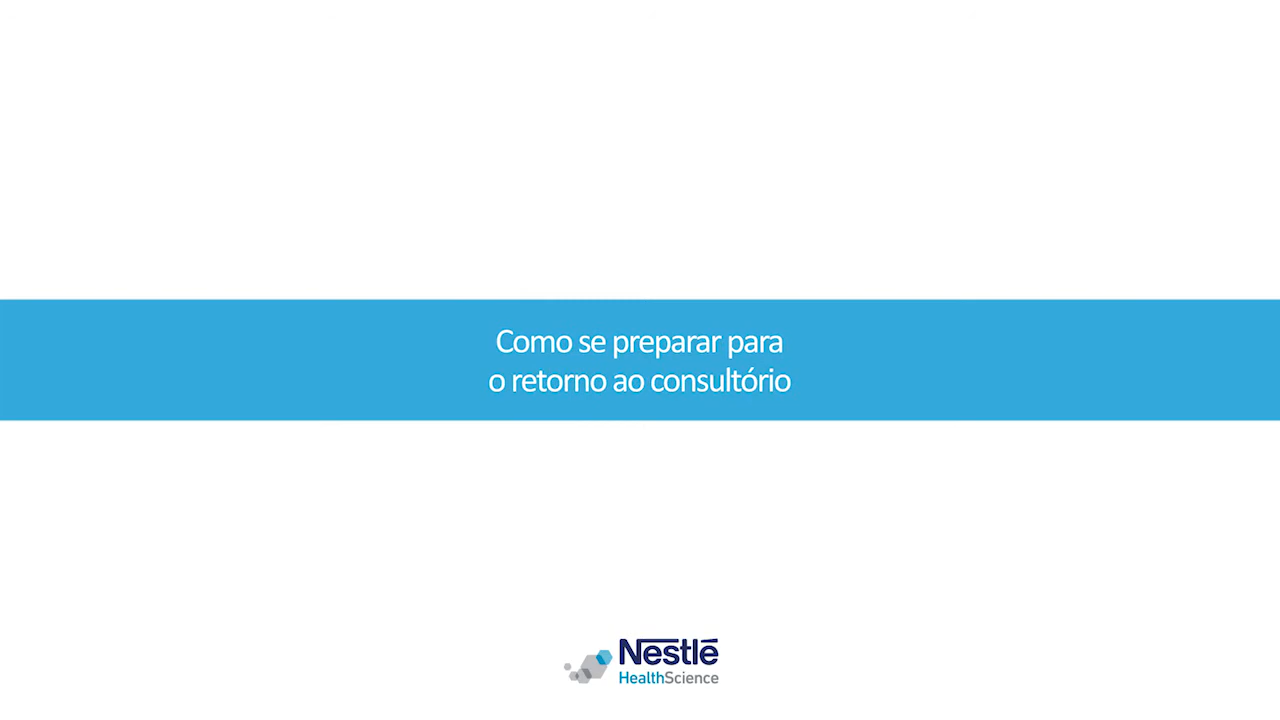 Como se preparar para
o retorno ao consultório
Nestlé
HealthScience